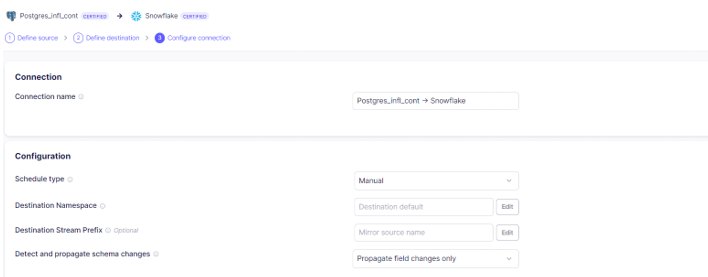 Postgres_infl_cont CERTIFIED → Snowflake CERTIFIED
1 Define source > 2 Define destination > 3 Configure connection
Connection
Connection name
Postgres_infl_cont → Snowflake
Configuration
Schedule type
Manual
Destination Namespace
Destination default
Edit
Destination Stream Prefix Optional
Mirror source name
Edit
Detect and propagate schema changes
Propagate field changes only